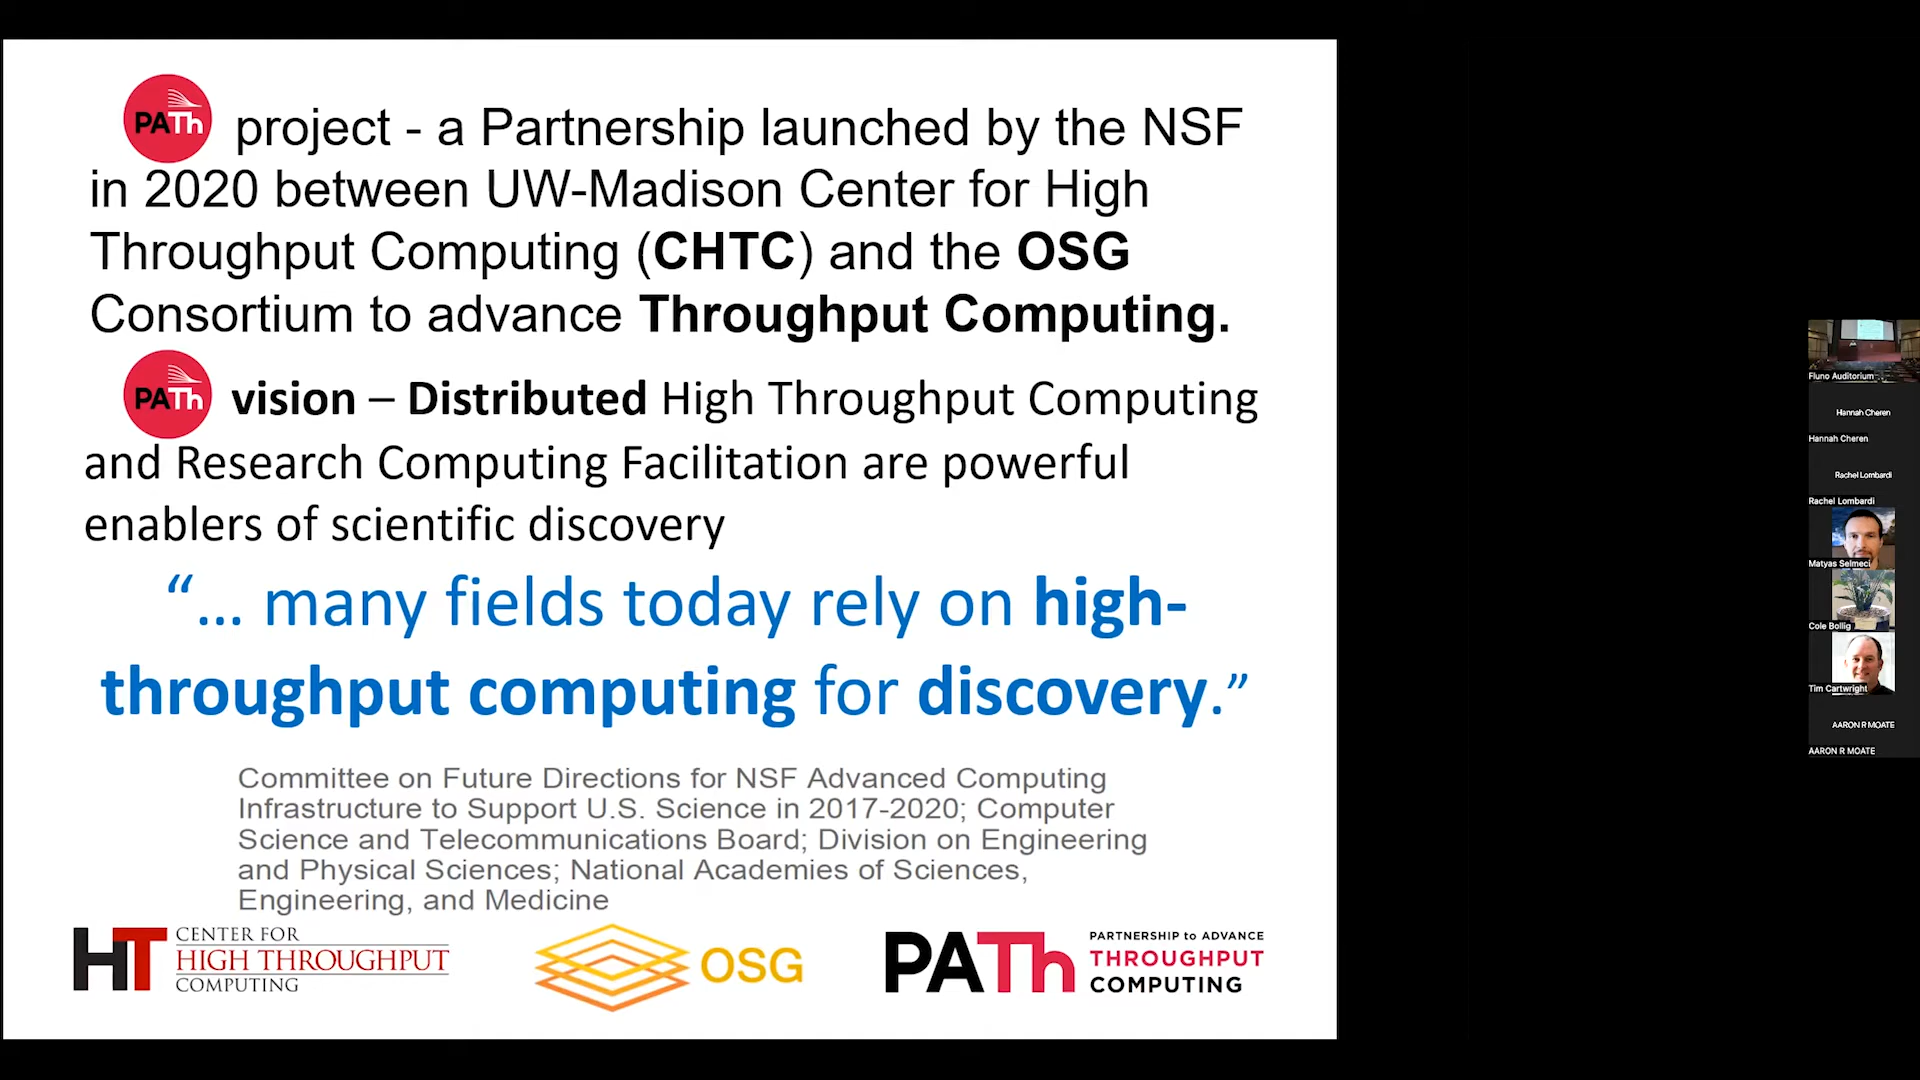 PATh project - a Partnership launched by the NSF
in 2020 between UW-Madison Center for High
Throughput Computing (CHTC) and the OSG
Consortium to advance Throughput Computing.
PATh vision – Distributed High Throughput Computing
and Research Computing Facilitation are powerful
enablers of scientific discovery
“... many fields today rely on high-
throughput computing for discovery.”
Committee on Future Directions for NSF Advanced Computing
Infrastructure to Support U.S. Science in 2017-2020; Computer
Science and Telecommunications Board; Division on Engineering
and Physical Sciences; National Academies of Sciences,
Engineering, and Medicine
HT CENTER FOR
HIGH THROUGHPUT
COMPUTING
OSG
PATh PARTNERSHIP to ADVANCE
THROUGHPUT
COMPUTING
Fluno Auditorium
Hannah Cheren
Hannah Cheren
Rachel Lombardi
Rachel Lombardi
Matyas Selmeci
Cole Bollig
Tim Cartwright
AARON R MOATE
AARON R MOATE